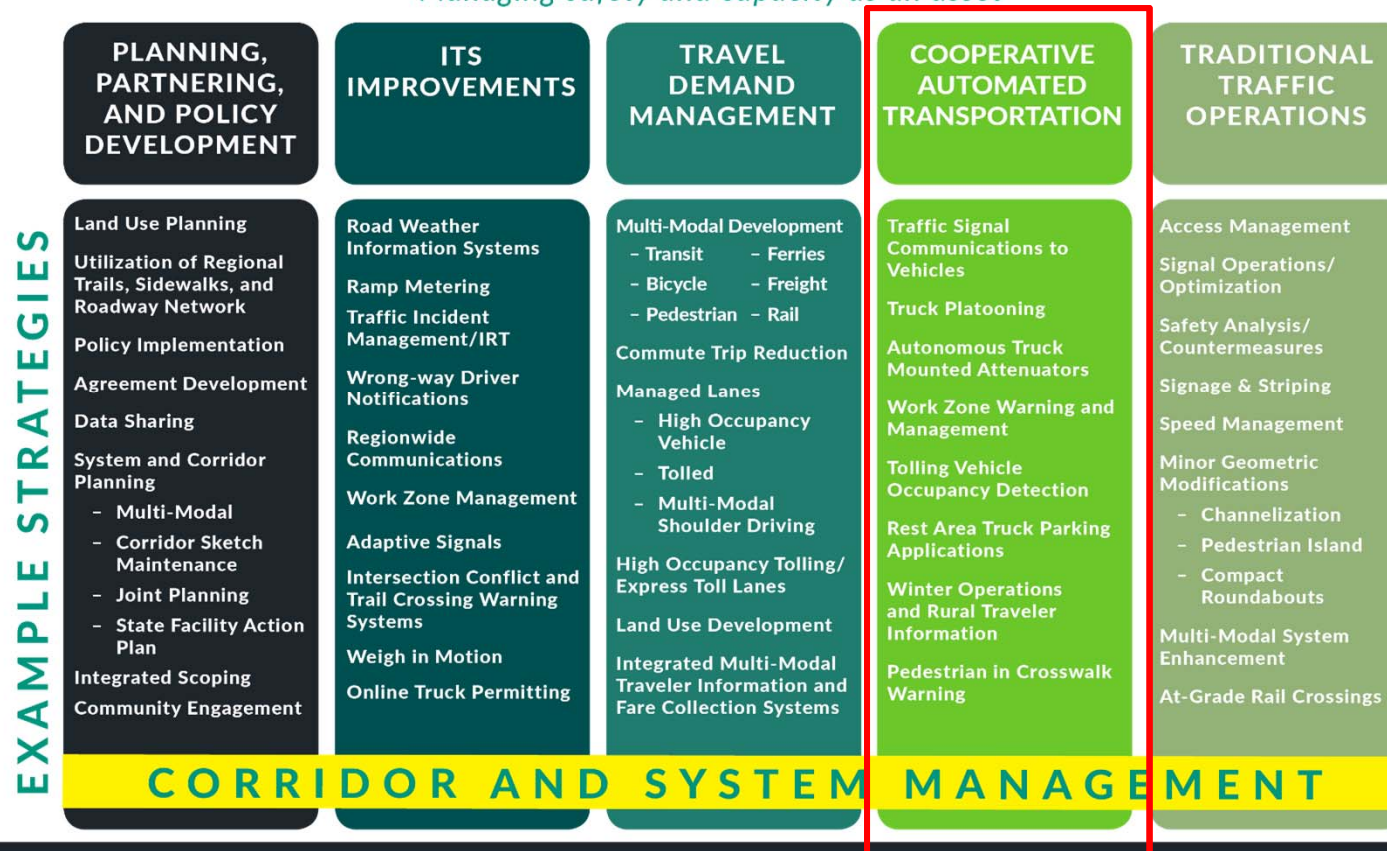 PLANNING,
PARTNERING,
AND POLICY
DEVELOPMENT
Land Use Planning
Utilization of Regional
Trails, Sidewalks, and
Roadway Network
Policy Implementation
Agreement Development
Data Sharing
System and Corridor
Planning
– Multi-Modal
– Corridor Sketch
Maintenance
– Joint Planning
– State Facility Action
Plan
Integrated Scoping
Community Engagement
ITS
IMPROVEMENTS
Road Weather
Information Systems
Ramp Metering
Traffic Incident
Management/IRT
Wrong-way Driver
Notifications
Regionwide
Communications
Work Zone Management
Adaptive Signals
Intersection Conflict and
Trail Crossing Warning
Systems
Weigh in Motion
Online Truck Permitting
TRAVEL
DEMAND
MANAGEMENT
Multi-Modal Development
– Transit – Ferries
– Bicycle – Freight
– Pedestrian – Rail
Commute Trip Reduction
Managed Lanes
– High Occupancy
Vehicle
– Tolled
– Multi-Modal
Shoulder Driving
High Occupancy Tolling/
Express Toll Lanes
Land Use Development
Integrated Multi-Modal
Traveler Information and
Fare Collection Systems
COOPERATIVE
AUTOMATED
TRANSPORTATION
Traffic Signal
Communications to
Vehicles
Truck Platooning
Autonomous Truck
Mounted Attenuators
Work Zone Warning and
Management
Tolling Vehicle
Occupancy Detection
Rest Area Truck Parking
Applications
Winter Operations
and Rural Traveler
Information
Pedestrian in Crosswalk
Warning
TRADITIONAL
TRAFFIC
OPERATIONS
Access Management
Signal Operations/
Optimization
Safety Analysis/
Countermeasures
Signage & Striping
Speed Management
Minor Geometric
Modifications
– Channelization
– Pedestrian Island
– Compact
Roundabouts
Multi-Modal System
Enhancement
At-Grade Rail Crossings
EXAMPLE STRATEGIES
CORRIDOR AND SYSTEM MANAGEMENT